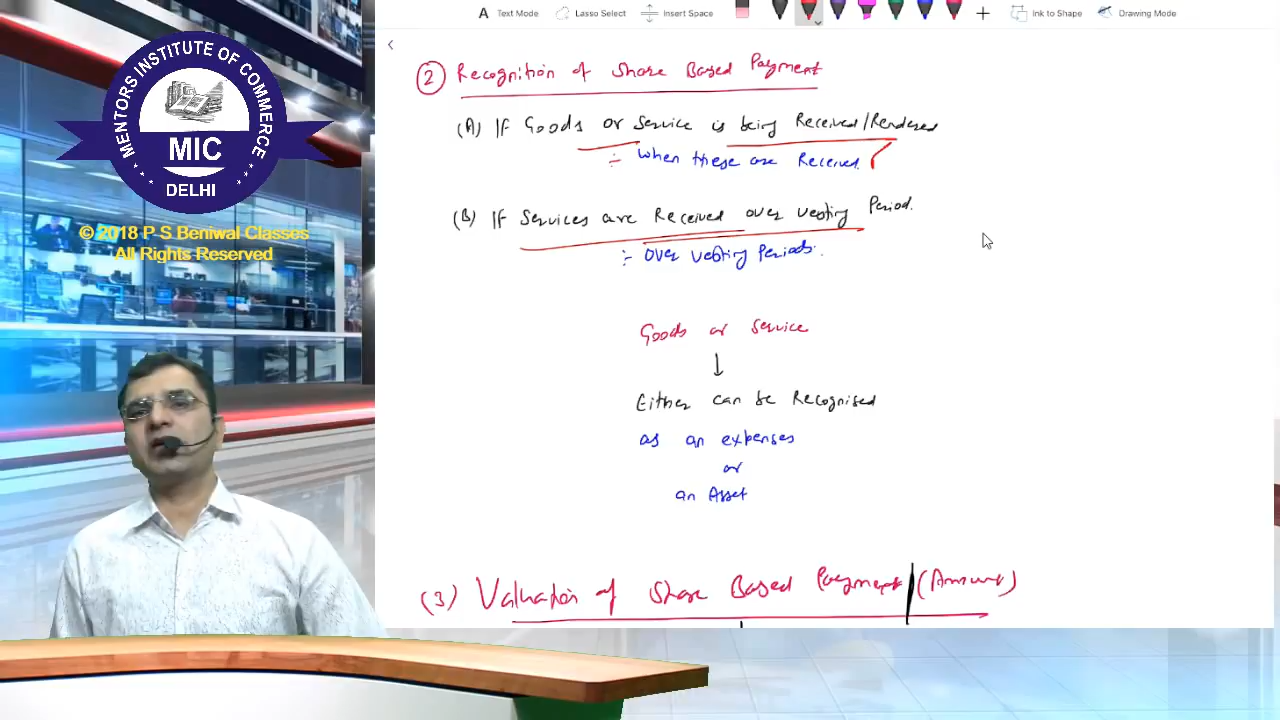 Text Mode
Lasso Select
Insert Space
Ink to Shape
Drawing Mode
MENTORS INSTITUTE OF COMMERCE
MIC
DELHI
© 2018 P S Beniwal Classes
All Rights Reserved
② Recognition of Share Based Payment
(A) If Goods or Service is being Received/Rendered
÷ When these are Received.
(B) If Services are Received over vesting Period.
÷ over vesting Periods.
Goods or Service
↓
Either can be Recognised
as an expenses
or
an Asset
(3) Valuation of Share Based Payment (Amount)